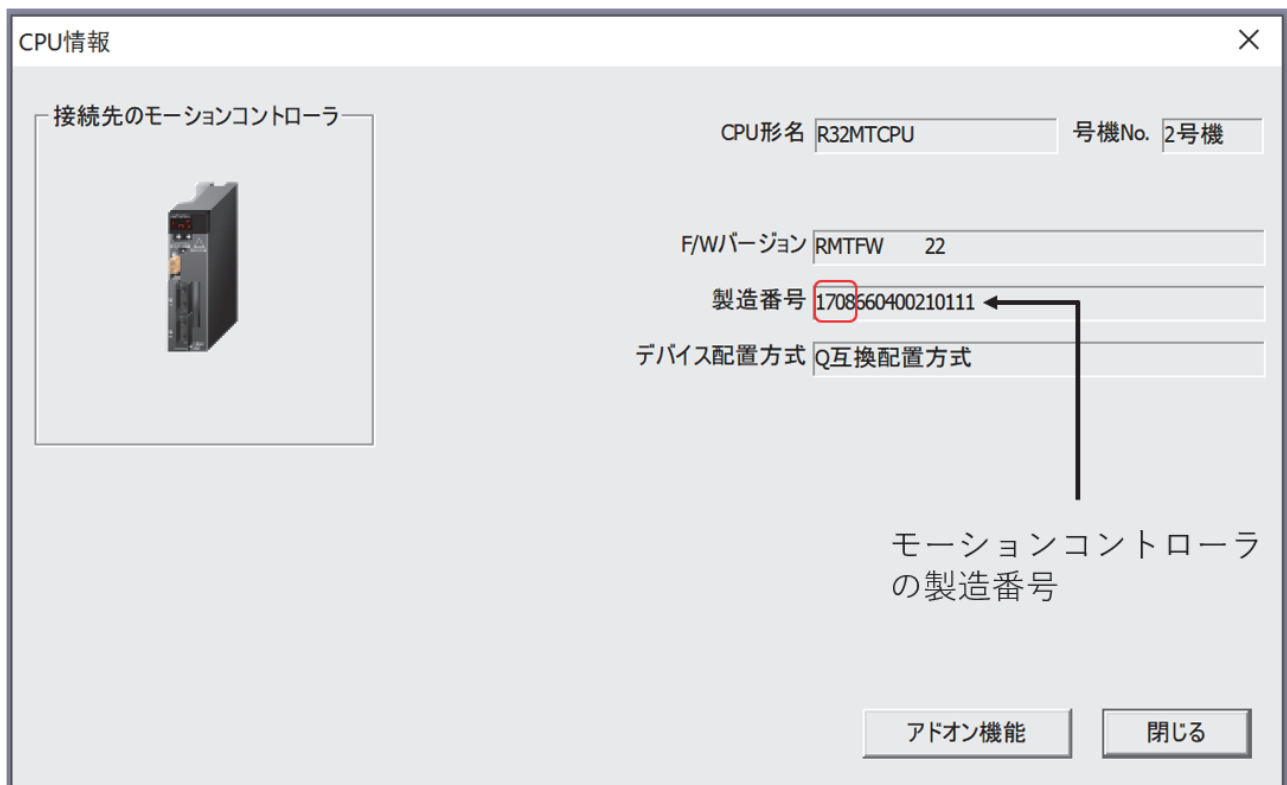 CPU情報
接続先のモーションコントローラ
CPU形名 R32MTCPU 号機No. 2号機
F/Wバージョン RMTFW 22
製造番号 1708660400210111
デバイス配置方式 Q互換配置方式
モーションコントローラ
の製造番号
アドオン機能 閉じる